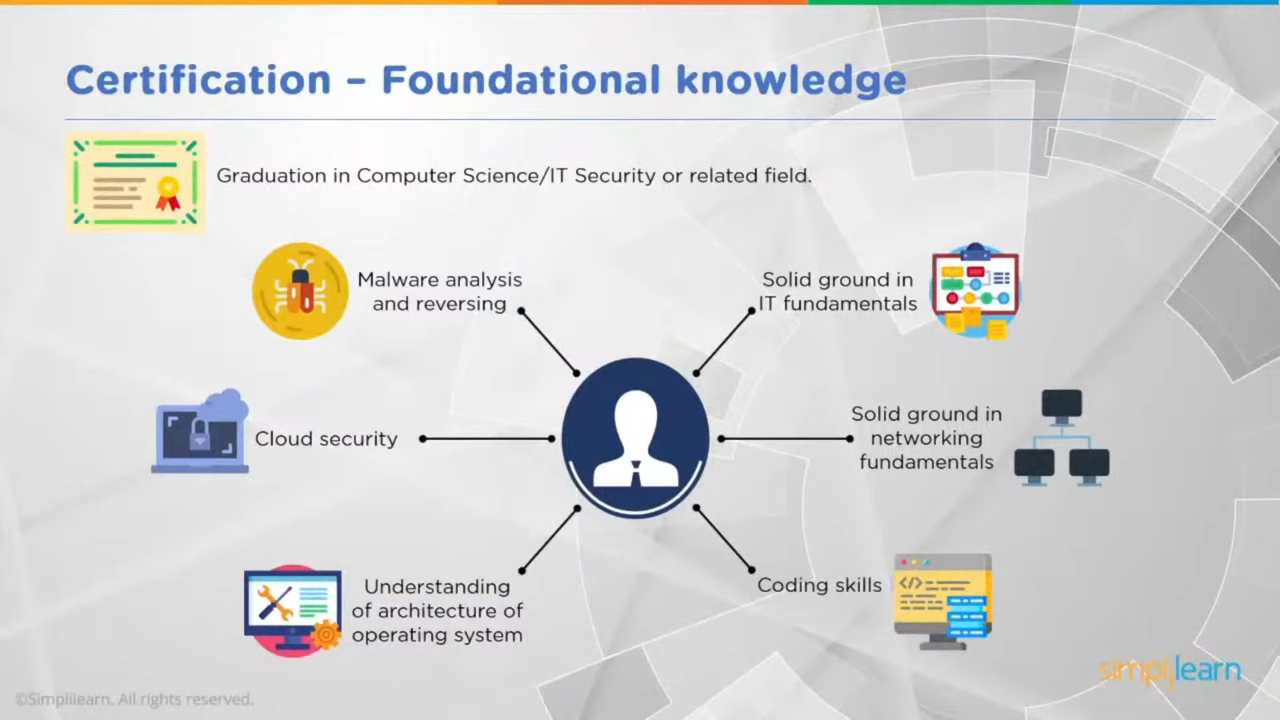 Certification – Foundational knowledge
Graduation in Computer Science/IT Security or related field.
Malware analysis
and reversing
Solid ground in
IT fundamentals
Cloud security
Solid ground in
networking
fundamentals
Understanding
of architecture of
operating system
Coding skills
</>
simplilearn
©Simplilearn. All rights reserved.